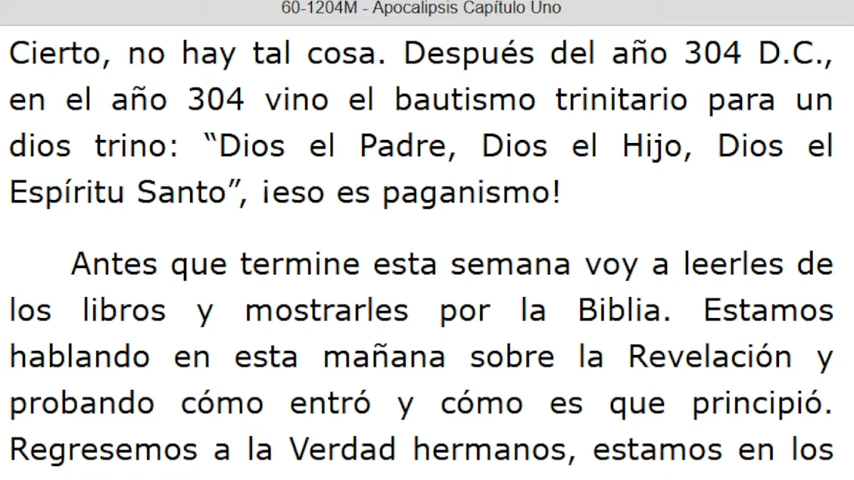 60-1204M - Apocalipsis Capítulo Uno
Cierto, no hay tal cosa. Después del año 304 D.C.,
en el año 304 vino el bautismo trinitario para un
dios trino: “Dios el Padre, Dios el Hijo, Dios el
Espíritu Santo”, ¡eso es paganismo!
Antes que termine esta semana voy a leerles de
los libros y mostrarles por la Biblia. Estamos
hablando en esta mañana sobre la Revelación y
probando cómo entró y cómo es que principió.
Regresemos a la Verdad hermanos, estamos en los